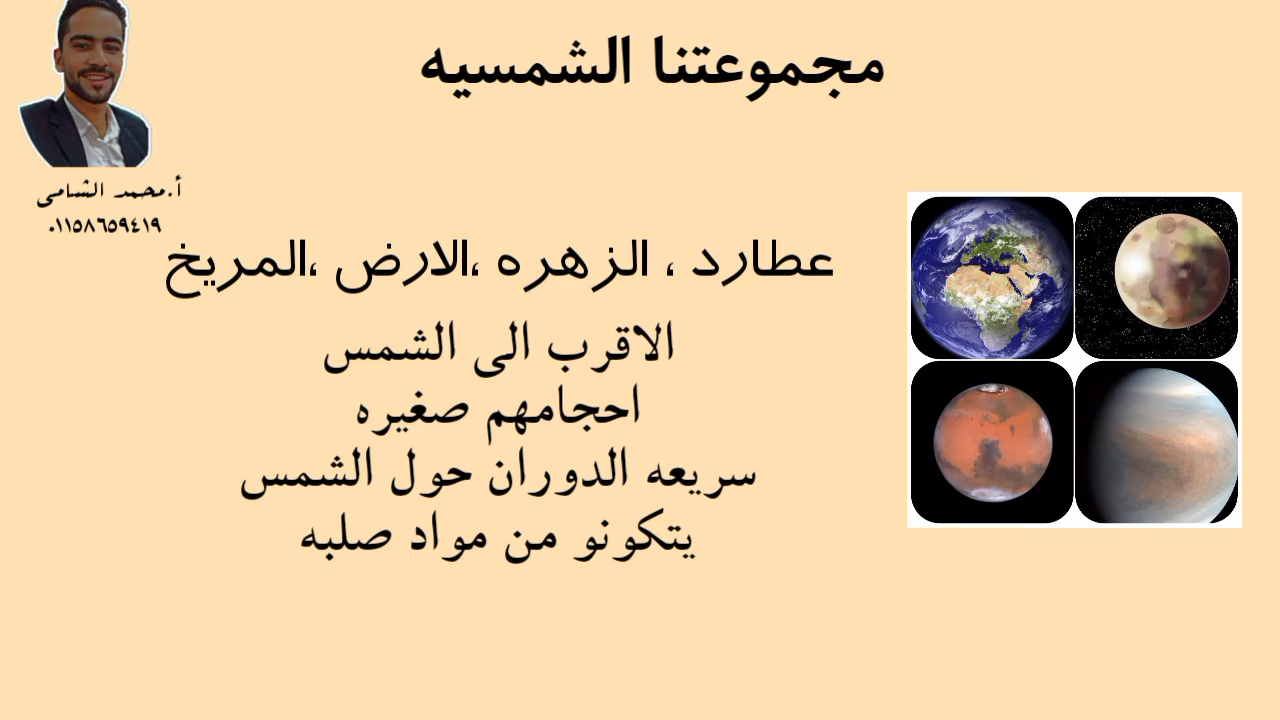 مجموعتنا الشمسيه
أ.محمد الشامى
٠١١٥٨٦٥٩٤١٩
عطارد ، الزهره ،الارض ،المريخ
الاقرب الى الشمس
احجامهم صغيره
سريعه الدوران حول الشمس
يتكونو من مواد صلبه